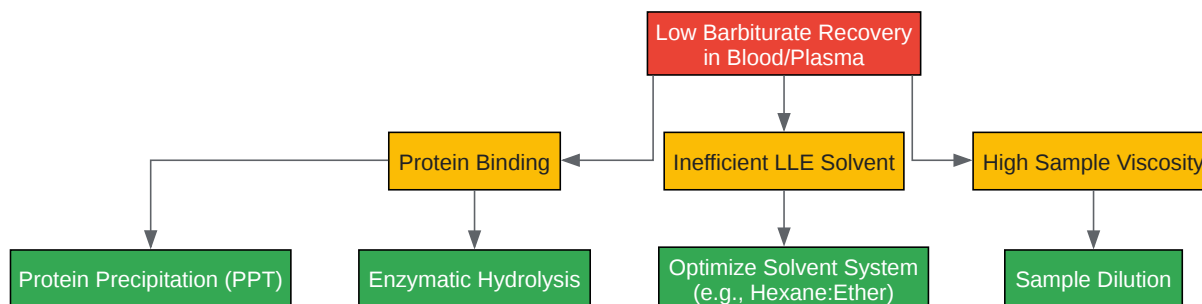 Low Barbiturate Recovery
in Blood/Plasma
Protein Binding
Inefficient LLE Solvent
High Sample Viscosity
Protein Precipitation (PPT)
Enzymatic Hydrolysis
Optimize Solvent System
(e.g., Hexane:Ether)
Sample Dilution